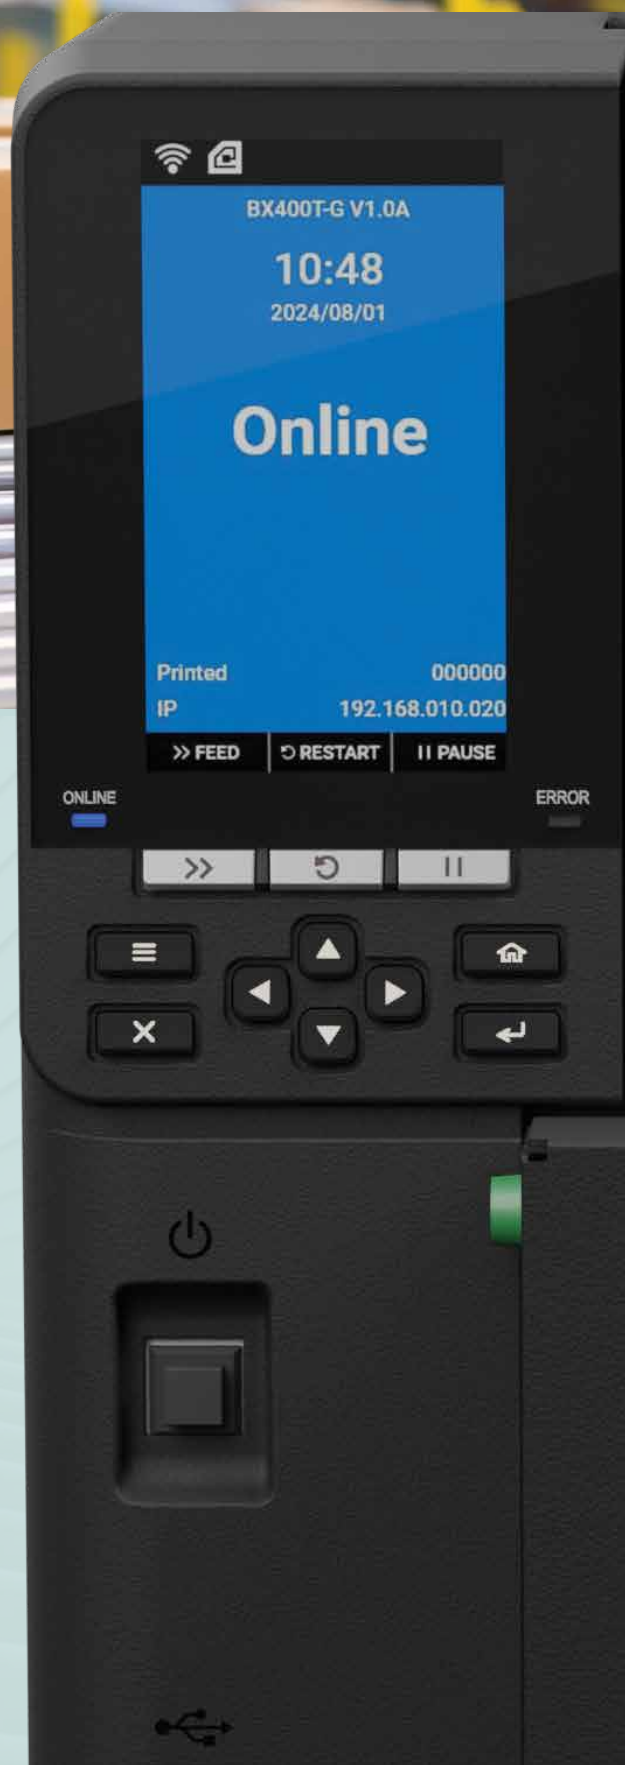 BX400T-G V1.0A
10:48
2024/08/01
Online
Printed 000000
IP 192.168.010.020
FEED RESTART PAUSE
ONLINE ERROR